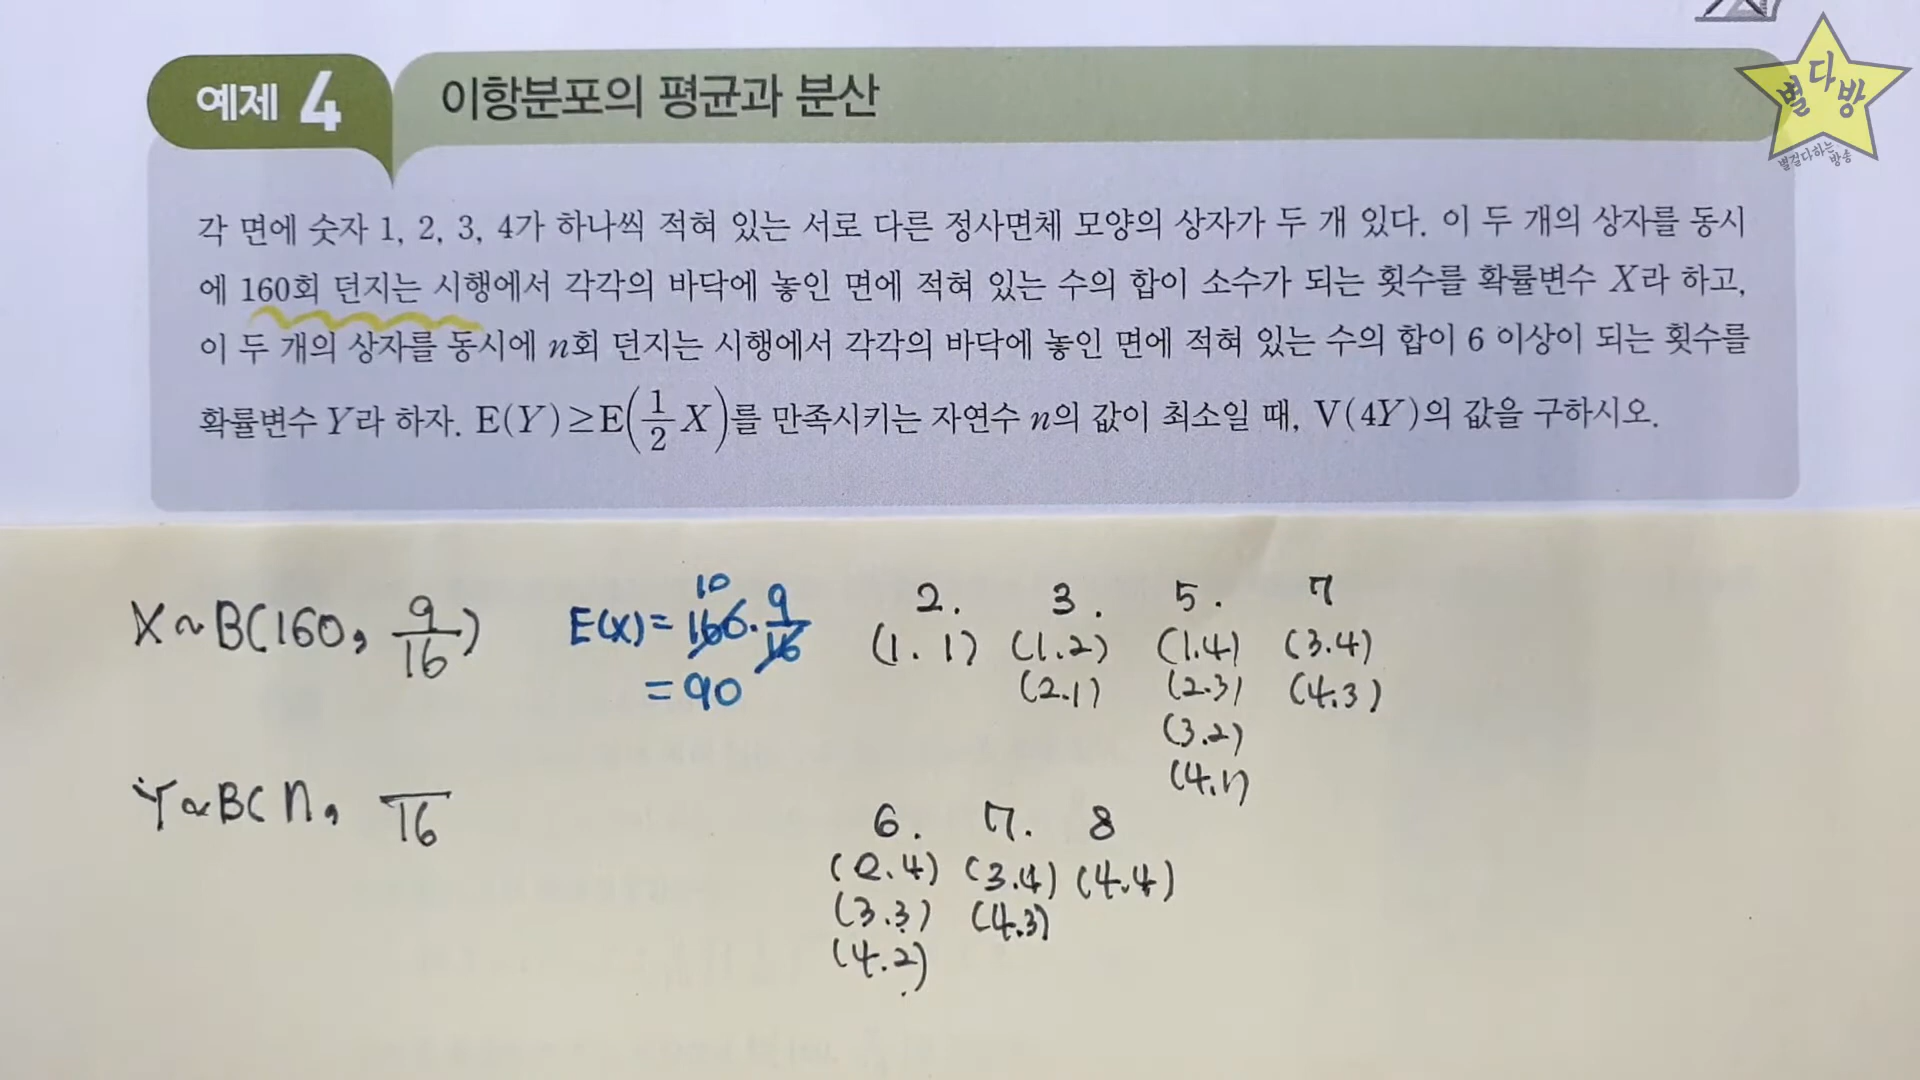 별다방
별걸다하는
방송
예제 4 이항분포의 평균과 분산
각 면에 숫자 1, 2, 3, 4가 하나씩 적혀 있는 서로 다른 정사면체 모양의 상자가 두 개 있다. 이 두 개의 상자를 동시
에 160회 던지는 시행에서 각각의 바닥에 놓인 면에 적혀 있는 수의 합이 소수가 되는 횟수를 확률변수 X라 하고,
이 두 개의 상자를 동시에 n회 던지는 시행에서 각각의 바닥에 놓인 면에 적혀 있는 수의 합이 6 이상이 되는 횟수를
확률변수 Y라 하자. E(Y)≥E(1/2 X)를 만족시키는 자연수 n의 값이 최소일 때, V(4Y)의 값을 구하시오.
X~B(160, 9/16)
E(X)=160·9/16
10
=90
2. 3. 5. 7
(1.1) (1.2) (1.4) (3.4)
(2.1) (2.3) (4.3)
(3.2)
(4.1)
Y~B(n, /16
6. 7. 8
(2.4) (3.4) (4.4)
(3.3) (4.3)
(4.2)